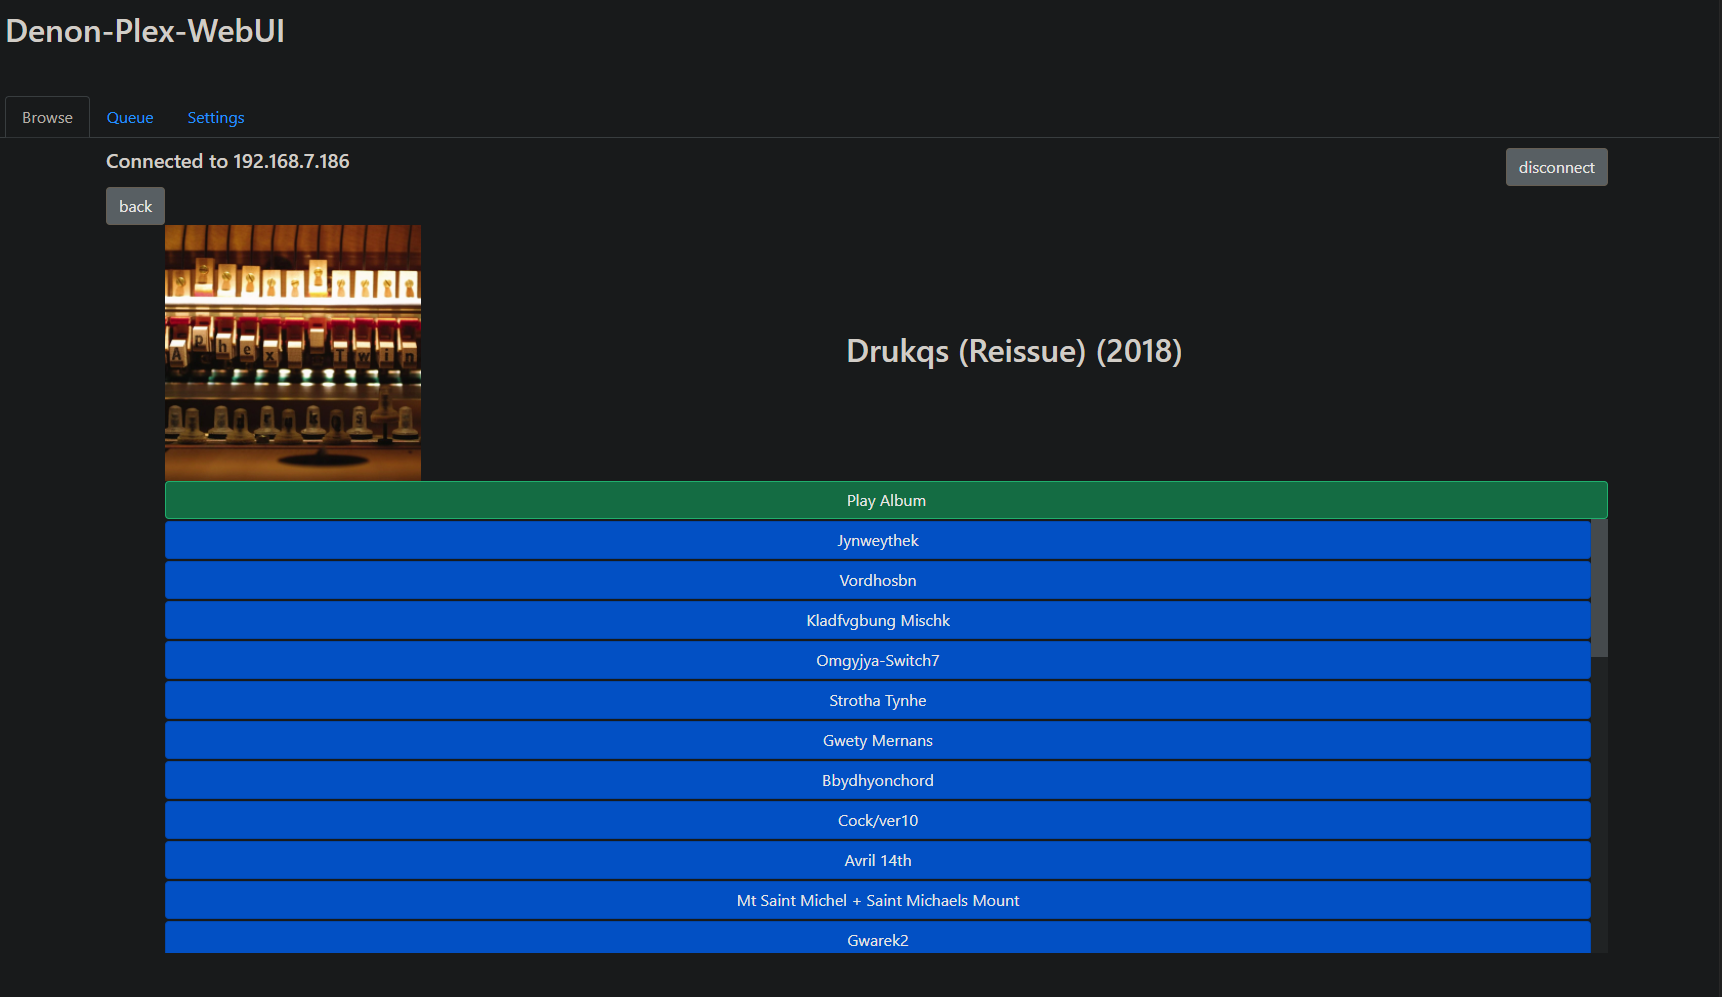 Denon-Plex-WebUI
Browse Queue Settings
Connected to 192.168.7.186
disconnect
back
Aphex Twin
Drukqs (Reissue) (2018)
Play Album
Jynweythek
Vordhosbn
Kladfvgbung Mischk
Omgyjya-Switch7
Strotha Tynhe
Gwety Mernans
Bbydhyonchord
Cock/ver10
Avril 14th
Mt Saint Michel + Saint Michaels Mount
Gwarek2